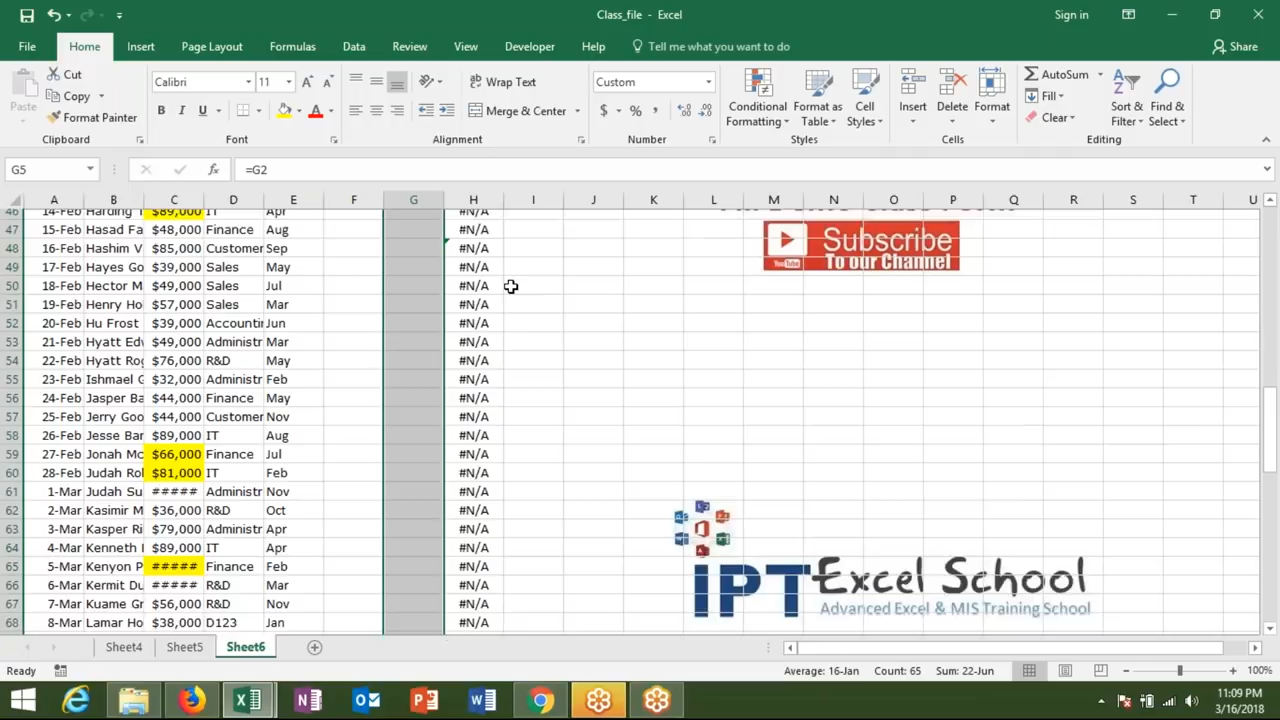 Class_file - Excel
Sign in
File Home Insert Page Layout Formulas Data Review View Developer Help Tell me what you want to do Share
Paste Cut Copy Format Painter Clipboard
Calibri 11 B I U Font
Wrap Text Merge & Center Alignment
Custom $ % , Number
Conditional Formatting Format as Table Cell Styles Styles
Insert Delete Format Cells
AutoSum Fill Clear Sort & Filter Find & Select Editing
G5 fx =G2
A B C D E F G H I J K L M N O P Q R S T U
46 14-Feb Harding $89,000 IT Apr #N/A
47 15-Feb Hasad Fa $48,000 Finance Aug #N/A
48 16-Feb Hashim V $85,000 Customer Sep #N/A
49 17-Feb Hayes Go $39,000 Sales May #N/A
50 18-Feb Hector M $49,000 Sales Jul #N/A
51 19-Feb Henry Ho $57,000 Sales Mar #N/A
52 20-Feb Hu Frost $39,000 Accounti Jun #N/A
53 21-Feb Hyatt Edv $49,000 Administr Mar #N/A
54 22-Feb Hyatt Rog $76,000 R&D May #N/A
55 23-Feb Ishmael G $32,000 Administr Feb #N/A
56 24-Feb Jasper Ba $44,000 Finance May #N/A
57 25-Feb Jerry Goo $44,000 Customer Nov #N/A
58 26-Feb Jesse Bar $89,000 IT Aug #N/A
59 27-Feb Jonah Mc $66,000 Finance Jul #N/A
60 28-Feb Judah Rol $81,000 IT Feb #N/A
61 1-Mar Judah Su ##### Administr Nov #N/A
62 2-Mar Kasimir M $36,000 R&D Oct #N/A
63 3-Mar Kasper Ri $79,000 Administr Apr #N/A
64 4-Mar Kenneth $89,000 IT Apr #N/A
65 5-Mar Kenyon P ##### Finance Feb #N/A
66 6-Mar Kermit Du ##### R&D Mar #N/A
67 7-Mar Kuame Gr $56,000 R&D Nov #N/A
68 8-Mar Lamar Ho $38,000 D123 Jan #N/A
YouTube
Subscribe
To our Channel
IPT Excel School
Advanced Excel & MIS Training School
Sheet4 Sheet5 Sheet6
Ready Average: 16-Jan Count: 65 Sum: 22-Jun 100%
11:09 PM
3/16/2018